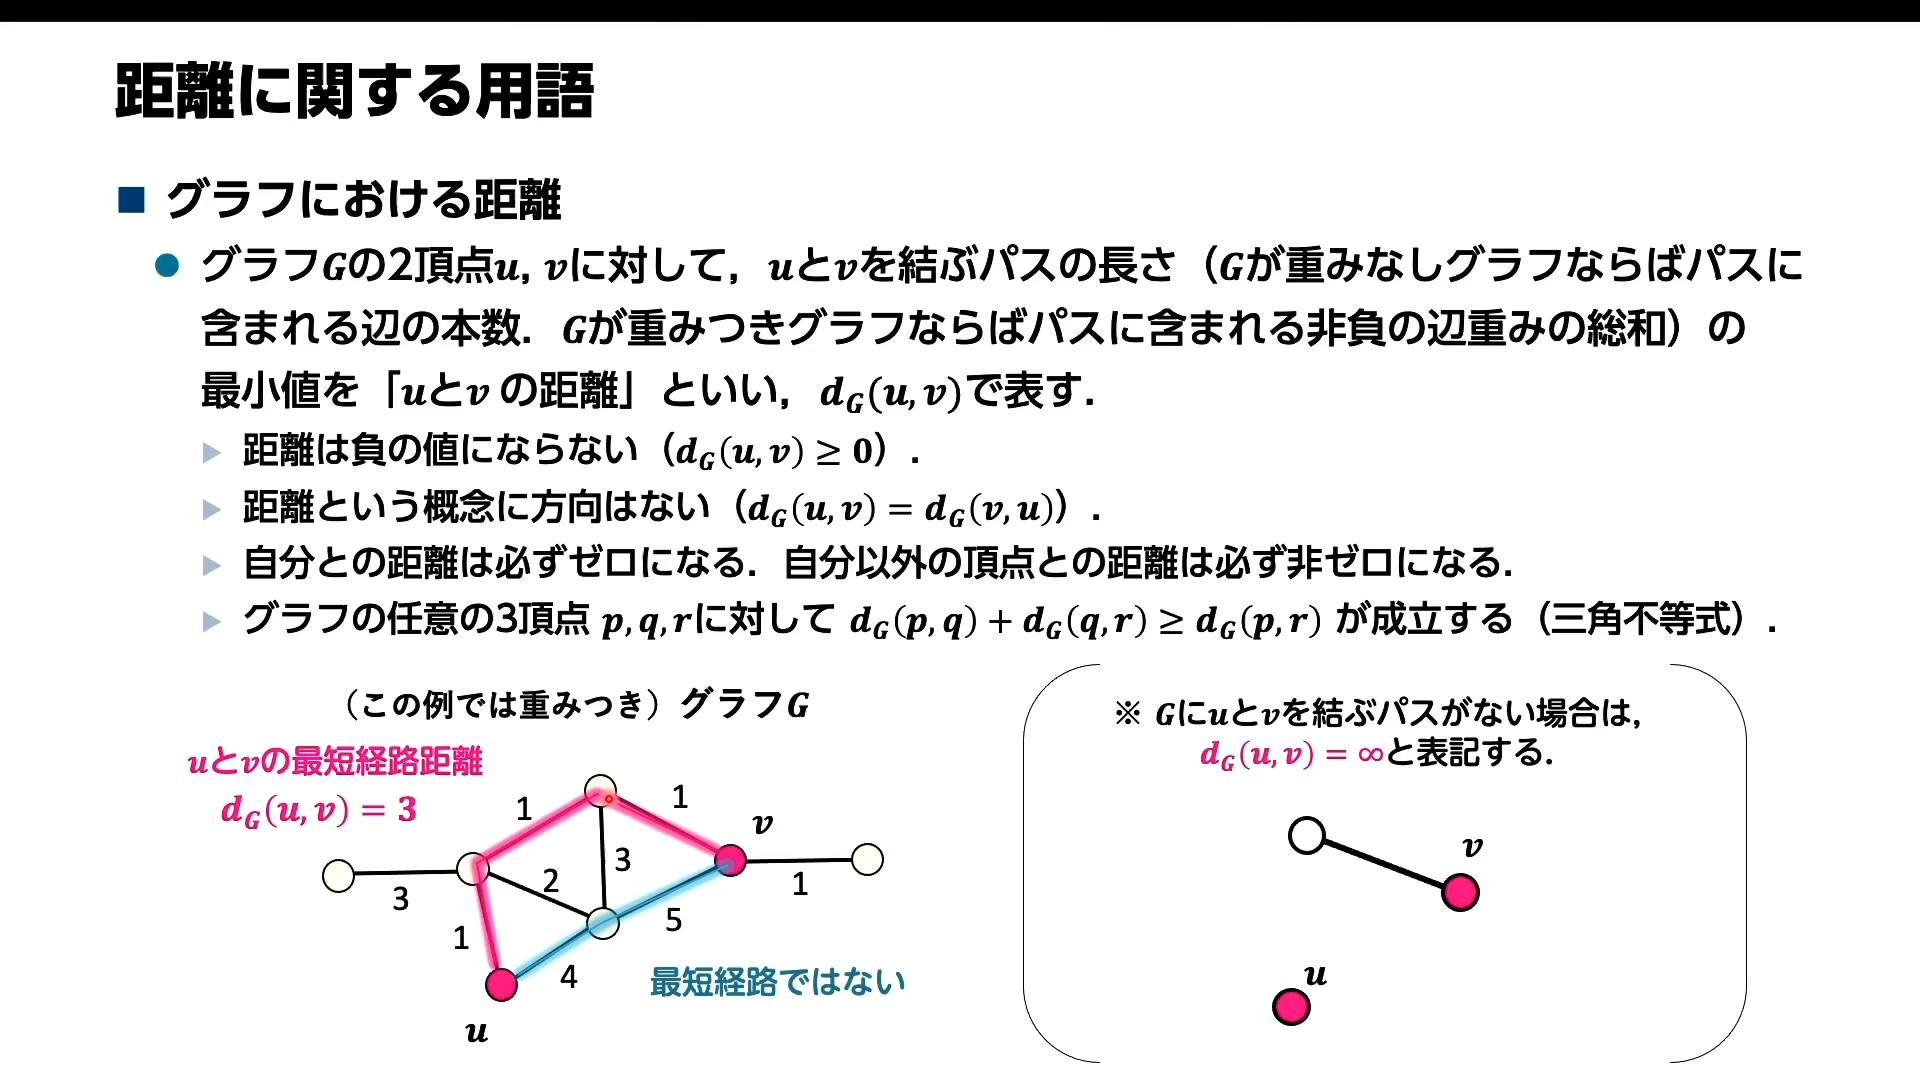 距離に関する用語
グラフにおける距離
グラフGの2頂点u, vに対して，uとvを結ぶパスの長さ（Gが重みなしグラフならばパスに
含まれる辺の本数．Gが重みつきグラフならばパスに含まれる非負の辺重みの総和）の
最小値を「uとv の距離」といい，d_G(u, v)で表す．
距離は負の値にならない（d_G(u, v) ≥ 0）．
距離という概念に方向はない（d_G(u, v) = d_G(v, u)）．
自分との距離は必ずゼロになる．自分以外の頂点との距離は必ず非ゼロになる．
グラフの任意の3頂点 p, q, rに対して d_G(p, q) + d_G(q, r) ≥ d_G(p, r) が成立する（三角不等式）．
（この例では重みつき）グラフG
uとvの最短経路距離
d_G(u, v) = 3
1
1
v
3
2
3
1
1
5
4
最短経路ではない
u
※ Gにuとvを結ぶパスがない場合は，
d_G(u, v) = ∞と表記する．
v
u